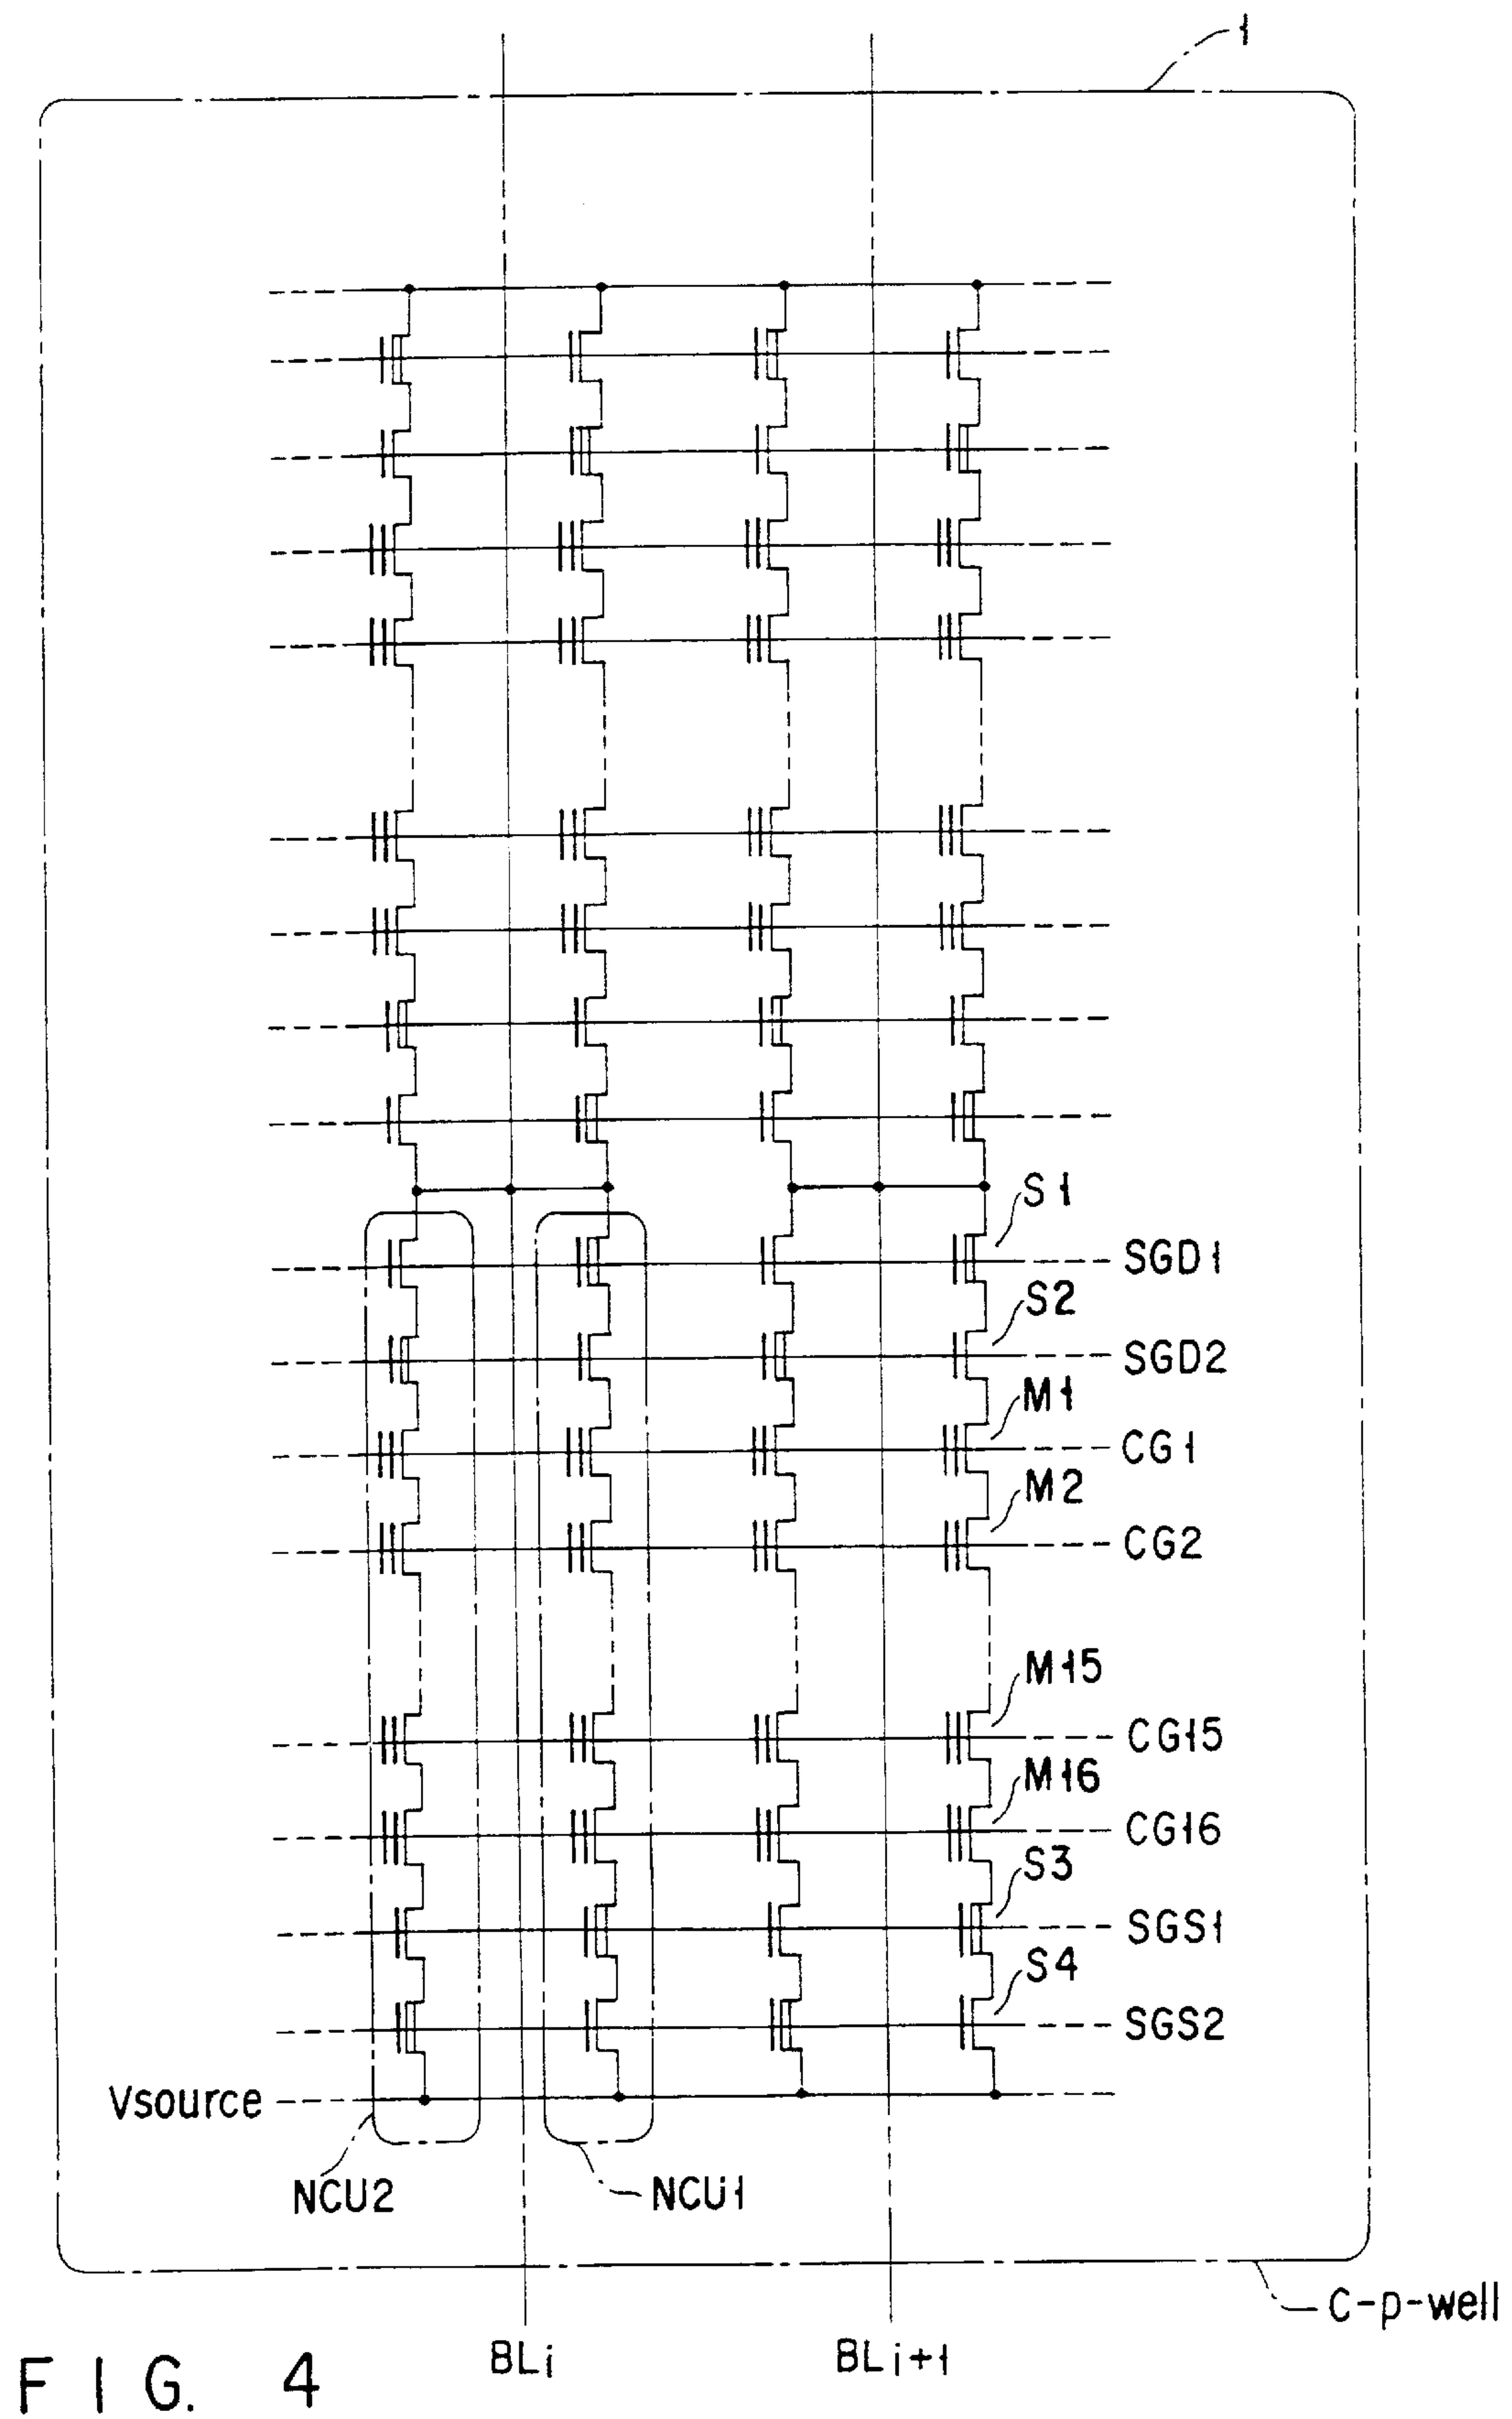 1
S1
SGD1
S2
SGD2
M1
CG1
M2
CG2
M15
CG15
M16
CG16
S3
SGS1
S4
SGS2
Vsource
NCU2
NCU1
C-p-well
BLi
BLi+1
FIG. 4